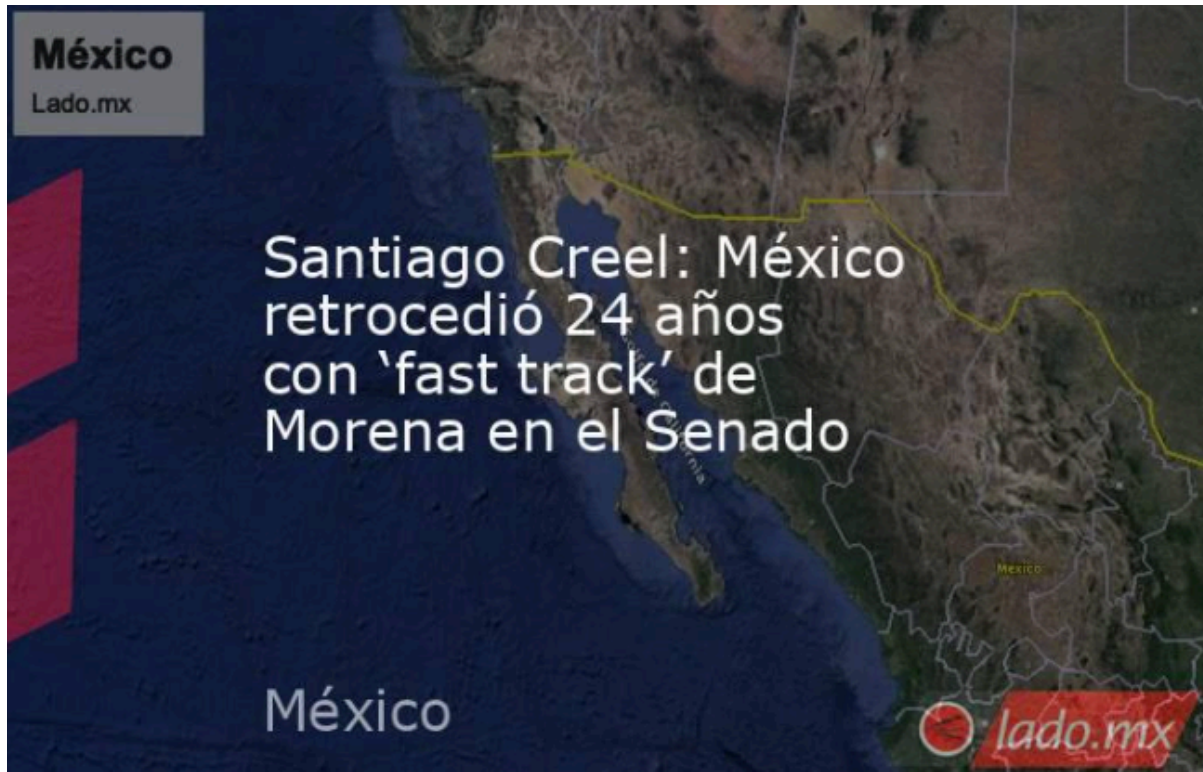 México
Lado.mx
Santiago Creel: México
retrocedió 24 años
con ‘fast track’ de
Morena en el Senado
México
México
lado.mx